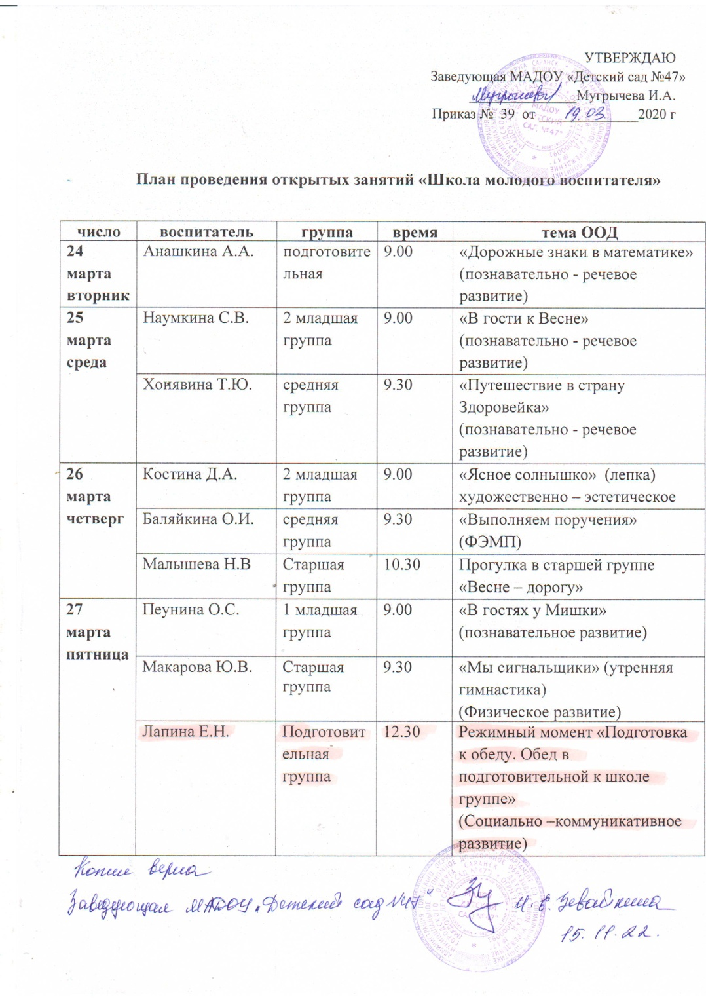 УТВЕРЖДАЮ
Заведующая МАДОУ «Детский сад №47»
Мугрычева И.А.
Приказ № 39 от 19.03 2020 г
План проведения открытых занятий «Школа молодого воспитателя»
число воспитатель группа время тема ООД
24 Анашкина А.А. подготовите 9.00 «Дорожные знаки в математике»
марта льная (познавательно - речевое
вторник развитие)
25 Наумкина С.В. 2 младшая 9.00 «В гости к Весне»
марта группа (познавательно - речевое
среда развитие)
Хонявина Т.Ю. средняя 9.30 «Путешествие в страну
группа Здоровейка»
(познавательно - речевое
развитие)
26 Костина Д.А. 2 младшая 9.00 «Ясное солнышко» (лепка)
марта группа художественно – эстетическое
четверг Баляйкина О.И. средняя 9.30 «Выполняем поручения»
группа (ФЭМП)
Малышева Н.В Старшая 10.30 Прогулка в старшей группе
группа «Весне – дорогу»
27 Пеунина О.С. 1 младшая 9.00 «В гостях у Мишки»
марта группа (познавательное развитие)
пятница
Макарова Ю.В. Старшая 9.30 «Мы сигнальщики» (утренняя
группа гимнастика)
(Физическое развитие)
Лапина Е.Н. Подготовит 12.30 Режимный момент «Подготовка
ельная к обеду. Обед в
группа подготовительной к школе
группе»
(Социально –коммуникативное
развитие)
Копия верна
Заведующая МАДОУ „Детский сад №47" И.В. Зевайкина
15.11.22.